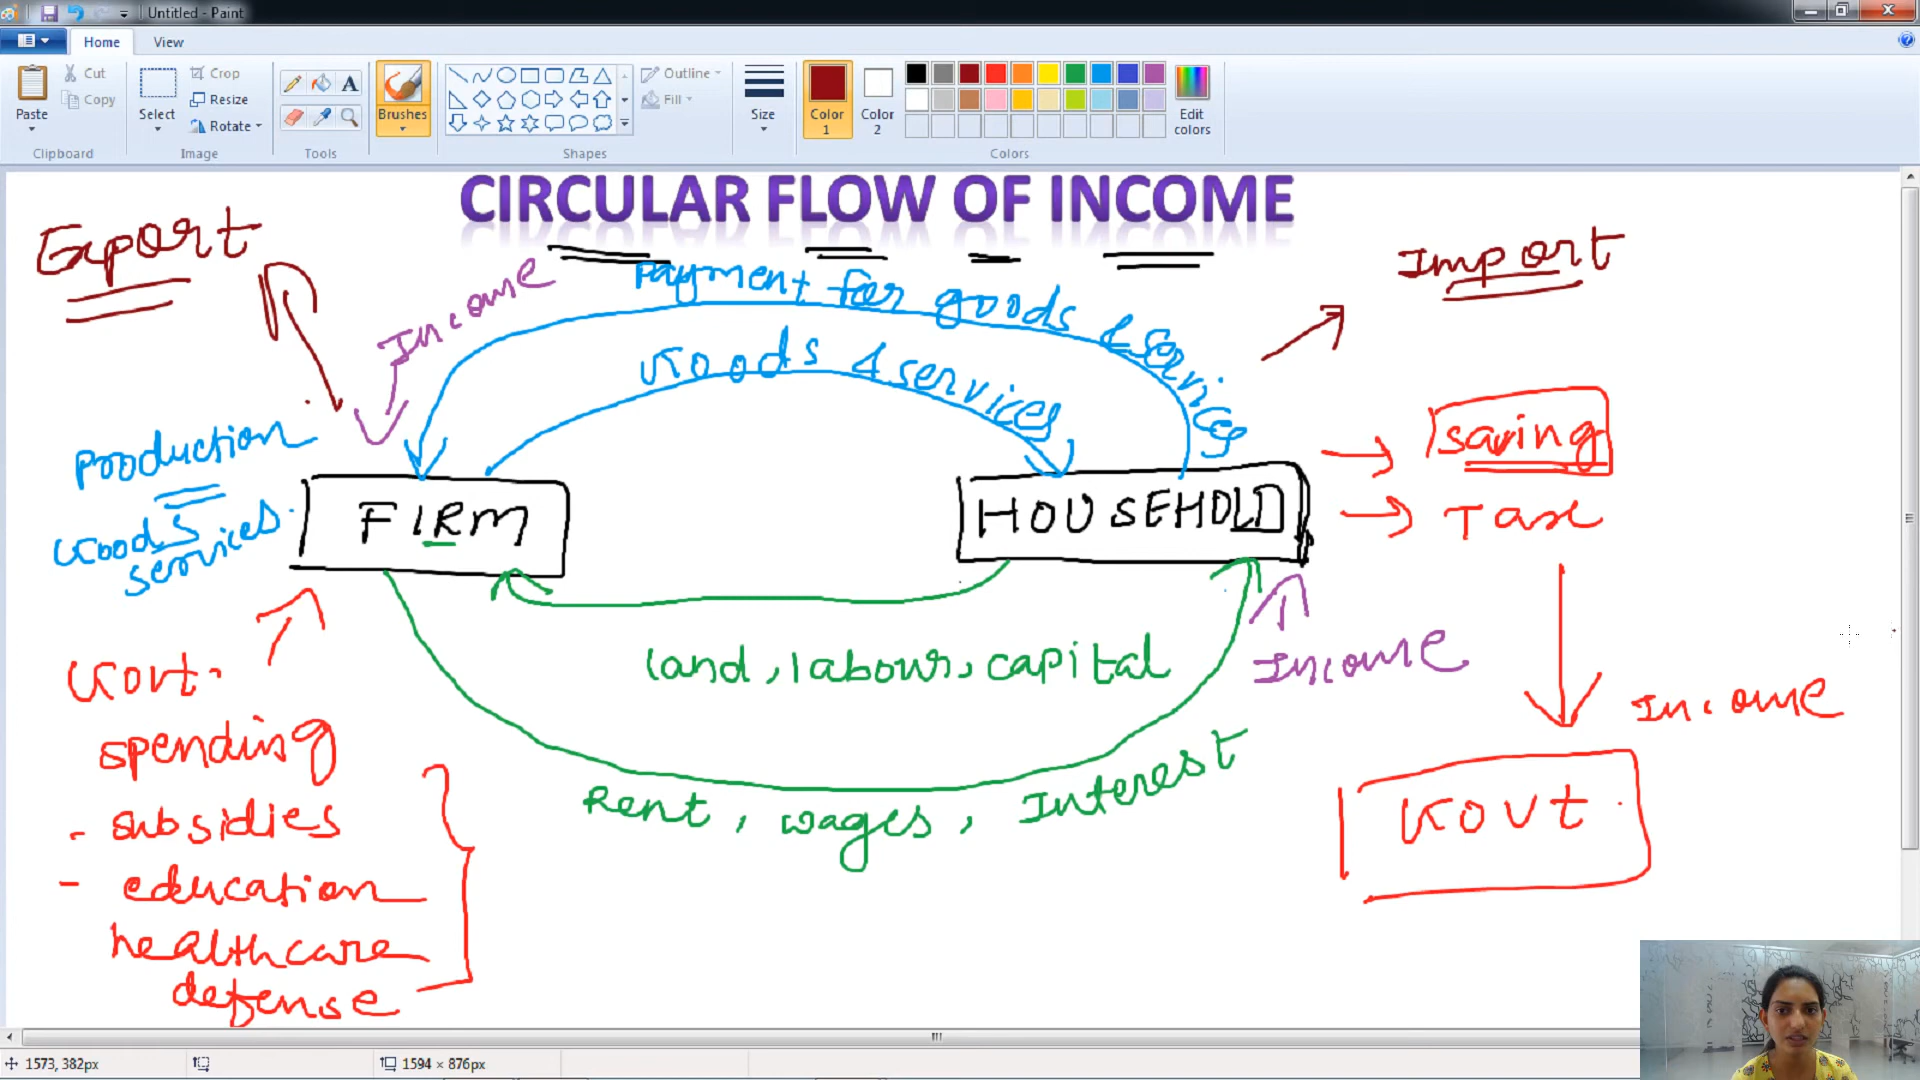 Untitled - Paint
Home
View
Paste
Cut
Copy
Clipboard
Select
Crop
Resize
Rotate
Image
Tools
Brushes
Shapes
Outline
Fill
Size
Color
1
Color
2
Edit
colors
Colors
CIRCULAR FLOW OF INCOME
Export
Import
Income
Payment for goods & services
Goods & services
Production
Goods
services
FIRM
HOUSEHOLD
saving
Tax
land, labour, capital
Income
Income
Rent, wages, Interest
Govt.
spending
- subsidies
- education
healthcare
defense
Govt
1573, 382px
1594 × 876px